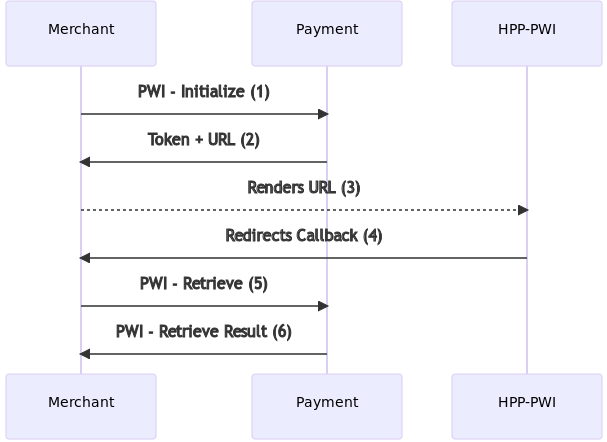 Merchant
Payment
HPP-PWI
PWI - Initialize (1)
Token + URL (2)
Renders URL (3)
Redirects Callback (4)
PWI - Retrieve (5)
PWI - Retrieve Result (6)
Merchant
Payment
HPP-PWI